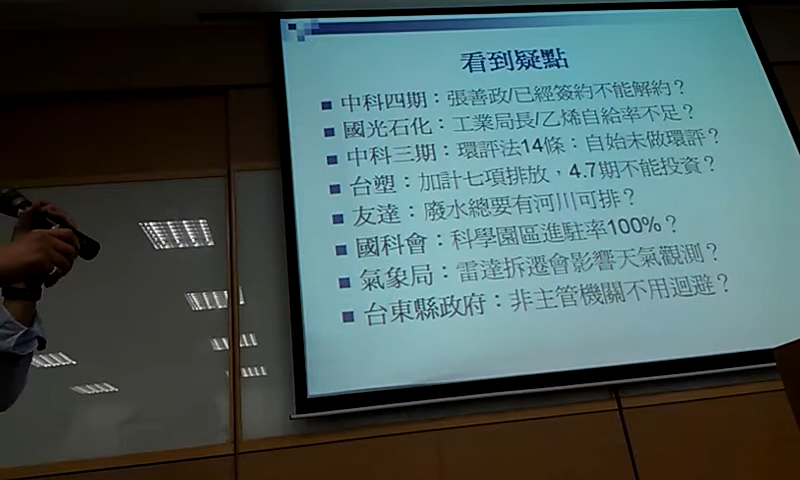 看到疑點
中科四期：張善政/已經簽約不能解約？
國光石化：工業局長/乙烯自給率不足？
中科三期：環評法14條：自始未做環評？
台塑：加計七項排放，4.7期不能投資？
友達：廢水總要有河川可排？
國科會：科學園區進駐率100%？
氣象局：雷達拆遷會影響天氣觀測？
台東縣政府：非主管機關不用迴避？